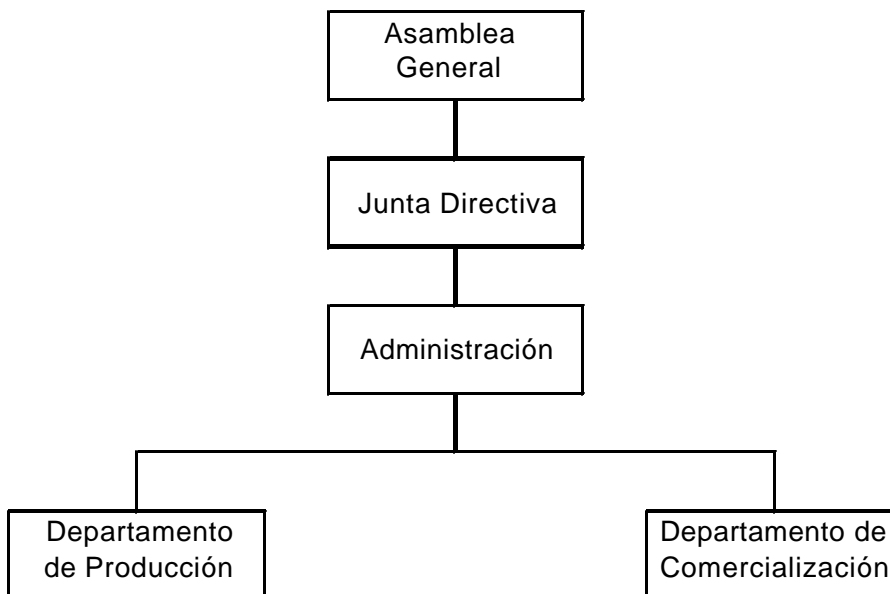 Asamblea
General
Junta Directiva
Administración
Departamento
de Producción
Departamento de
Comercialización